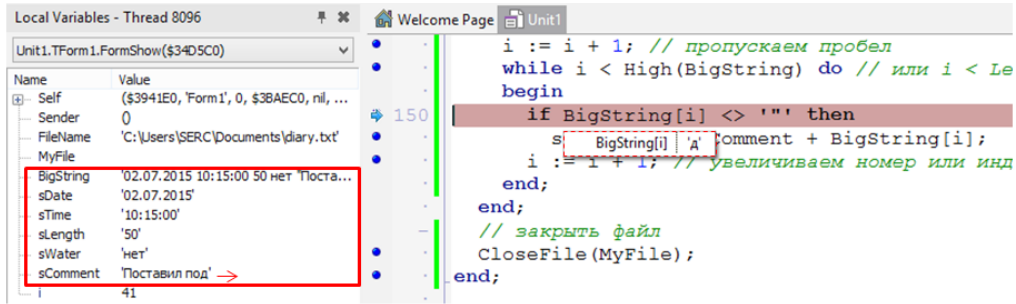 Local Variables - Thread 8096
Unit1.TForm1.FormShow($34D5C0)
Name Value
Self ($3941E0, 'Form1', 0, $3BAEC0, nil, ...
Sender ()
FileName 'C:\Users\SERC\Documents\diary.txt'
MyFile
BigString '02.07.2015 10:15:00 50 нет "Поста...
sDate '02.07.2015'
sTime '10:15:00'
sLength '50'
sWater 'нет'
sComment 'Поставил под'
i 41
Welcome Page Unit1
i := i + 1; // пропускаем пробел
while i < High(BigString) do // или i < Le
begin
150 if BigString[i] <> '"' then
s omment + BigString[i];
BigString[i] 'д'
i := i + 1; // увеличиваем номер или инд
end;
end;
// закрыть файл
CloseFile(MyFile);
end;